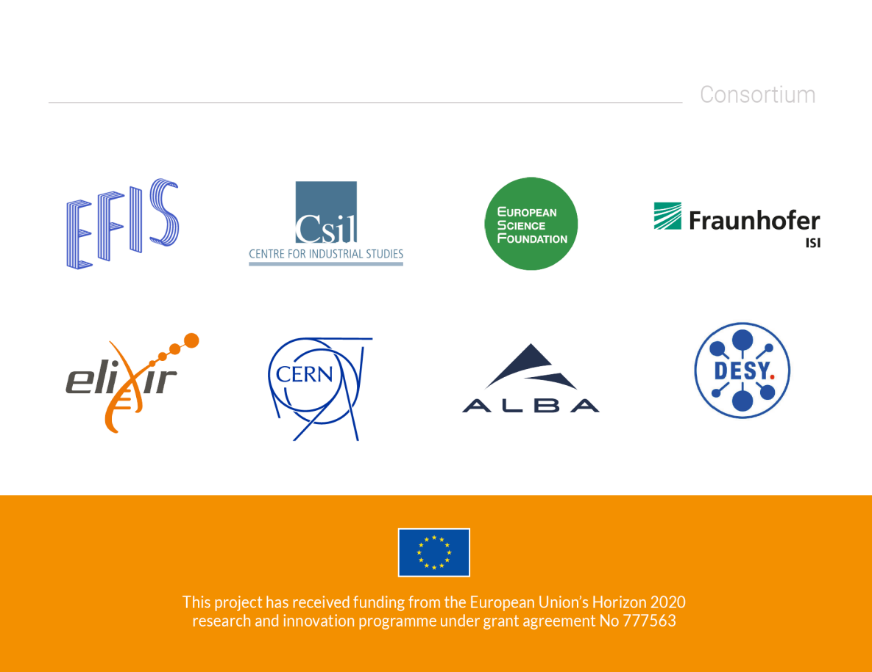 Consortium
EFIS
Csil
CENTRE FOR INDUSTRIAL STUDIES
EUROPEAN
SCIENCE
FOUNDATION
Fraunhofer
ISI
elixir
CERN
ALBA
DESY.
This project has received funding from the European Union's Horizon 2020
research and innovation programme under grant agreement No 777563